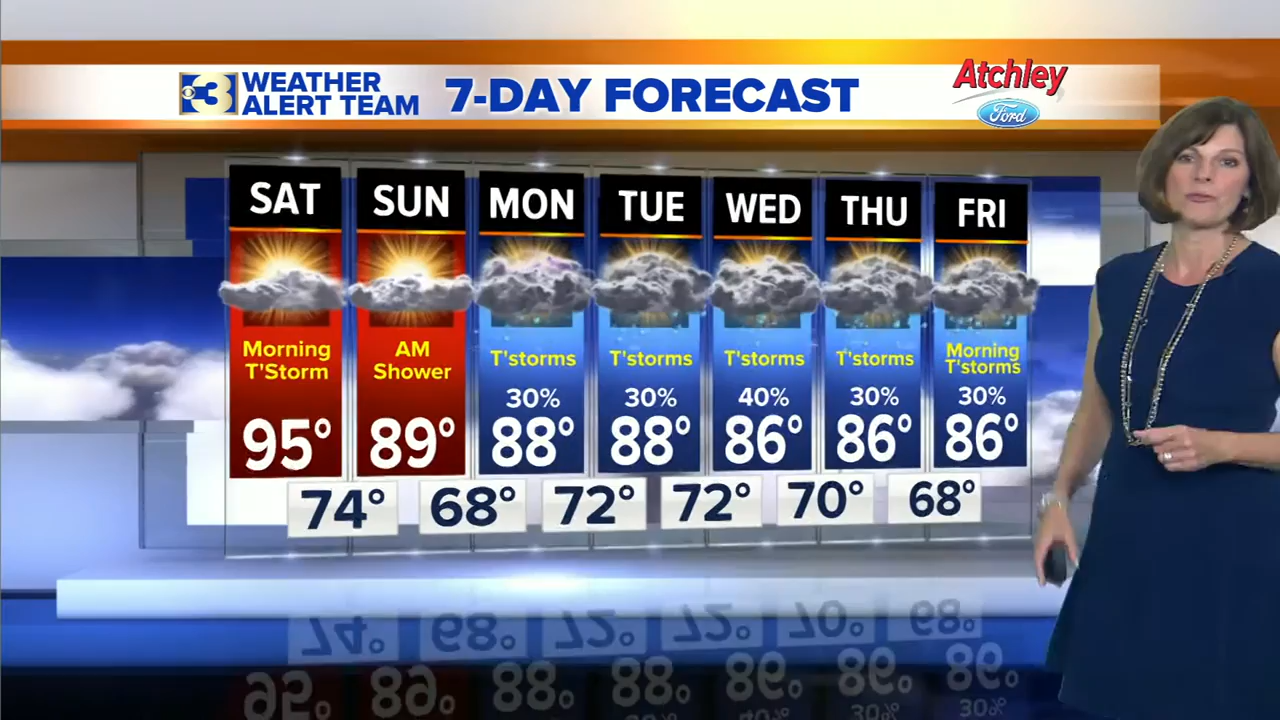 3 WEATHER
ALERT TEAM
7-DAY FORECAST
Atchley
Ford
SAT SUN MON TUE WED THU FRI
Morning
T'Storm
AM
Shower
T'storms T'storms T'storms T'storms
Morning
T'storms
30% 30% 40% 30% 30%
95° 89° 88° 88° 86° 86° 86°
74° 68° 72° 72° 70° 68°